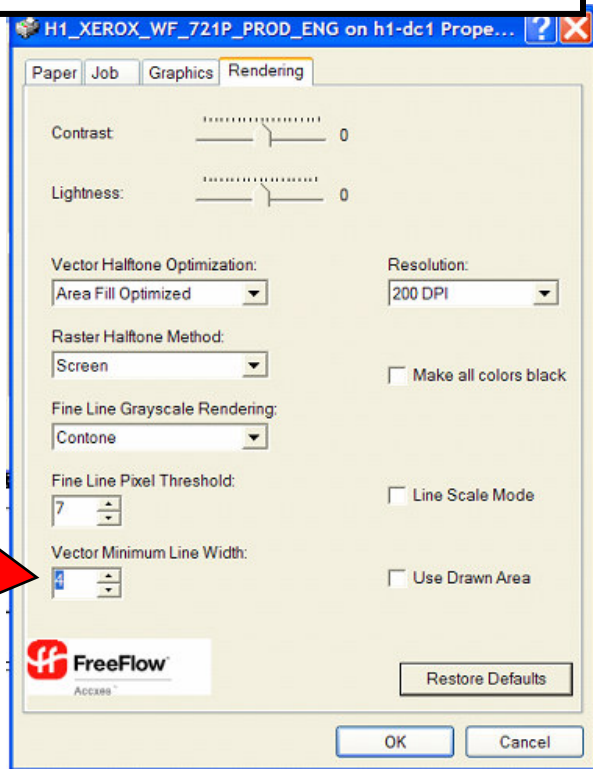 H1_XEROX_WF_721P_PROD_ENG on h1-dc1 Prope...
Paper Job Graphics Rendering
Contrast: 0
Lightness: 0
Vector Halftone Optimization: Resolution:
Area Fill Optimized 200 DPI
Raster Halftone Method:
Screen Make all colors black
Fine Line Grayscale Rendering:
Contone
Fine Line Pixel Threshold:
7 Line Scale Mode
Vector Minimum Line Width:
4 Use Drawn Area
FreeFlow
Accxes Restore Defaults
OK Cancel